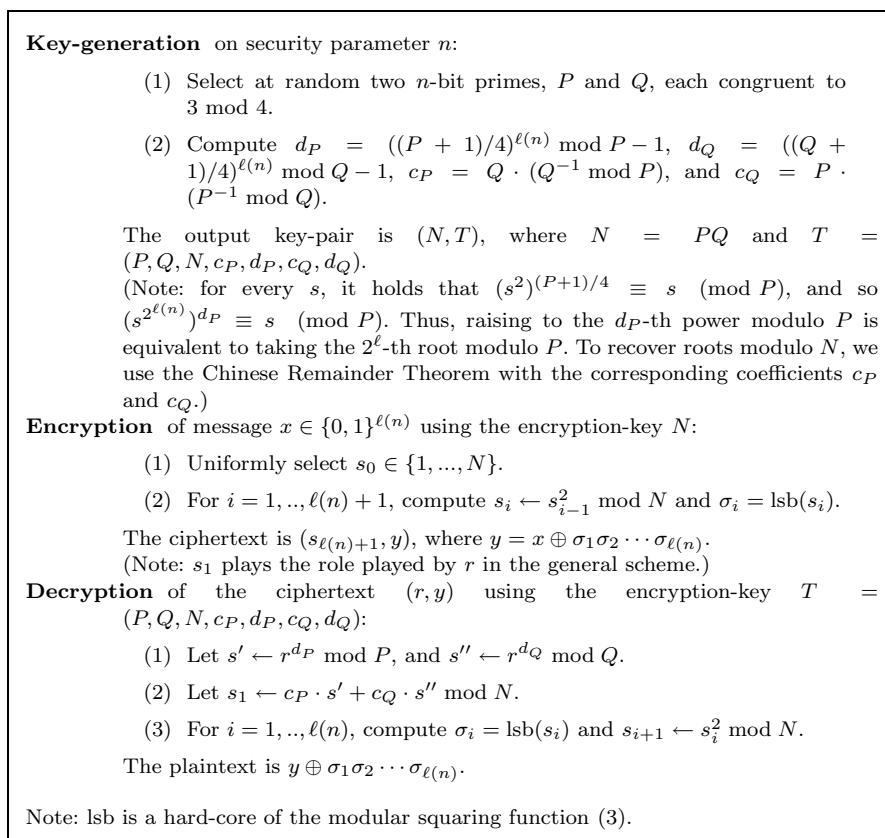 Key-generation on security parameter n:
(1) Select at random two n-bit primes, P and Q, each congruent to
3 mod 4.
(2) Compute d_P = ((P + 1)/4)^{ℓ(n)} mod P − 1, d_Q = ((Q +
1)/4)^{ℓ(n)} mod Q − 1, c_P = Q · (Q^{−1} mod P), and c_Q = P ·
(P^{−1} mod Q).
The output key-pair is (N, T), where N = PQ and T =
(P, Q, N, c_P, d_P, c_Q, d_Q).
(Note: for every s, it holds that (s^2)^{(P+1)/4} ≡ s (mod P), and so
(s^{2^{ℓ(n)}})^{d_P} ≡ s (mod P). Thus, raising to the d_P-th power modulo P is
equivalent to taking the 2^ℓ-th root modulo P. To recover roots modulo N, we
use the Chinese Remainder Theorem with the corresponding coefficients c_P
and c_Q.)
Encryption of message x ∈ {0, 1}^{ℓ(n)} using the encryption-key N:
(1) Uniformly select s_0 ∈ {1, ..., N}.
(2) For i = 1, .., ℓ(n) + 1, compute s_i ← s_{i−1}^2 mod N and σ_i = lsb(s_i).
The ciphertext is (s_{ℓ(n)+1}, y), where y = x ⊕ σ_1σ_2 · · · σ_{ℓ(n)}.
(Note: s_1 plays the role played by r in the general scheme.)
Decryption of the ciphertext (r, y) using the encryption-key T =
(P, Q, N, c_P, d_P, c_Q, d_Q):
(1) Let s′ ← r^{d_P} mod P, and s′′ ← r^{d_Q} mod Q.
(2) Let s_1 ← c_P · s′ + c_Q · s′′ mod N.
(3) For i = 1, .., ℓ(n), compute σ_i = lsb(s_i) and s_{i+1} ← s_i^2 mod N.
The plaintext is y ⊕ σ_1σ_2 · · · σ_{ℓ(n)}.
Note: lsb is a hard-core of the modular squaring function (3).